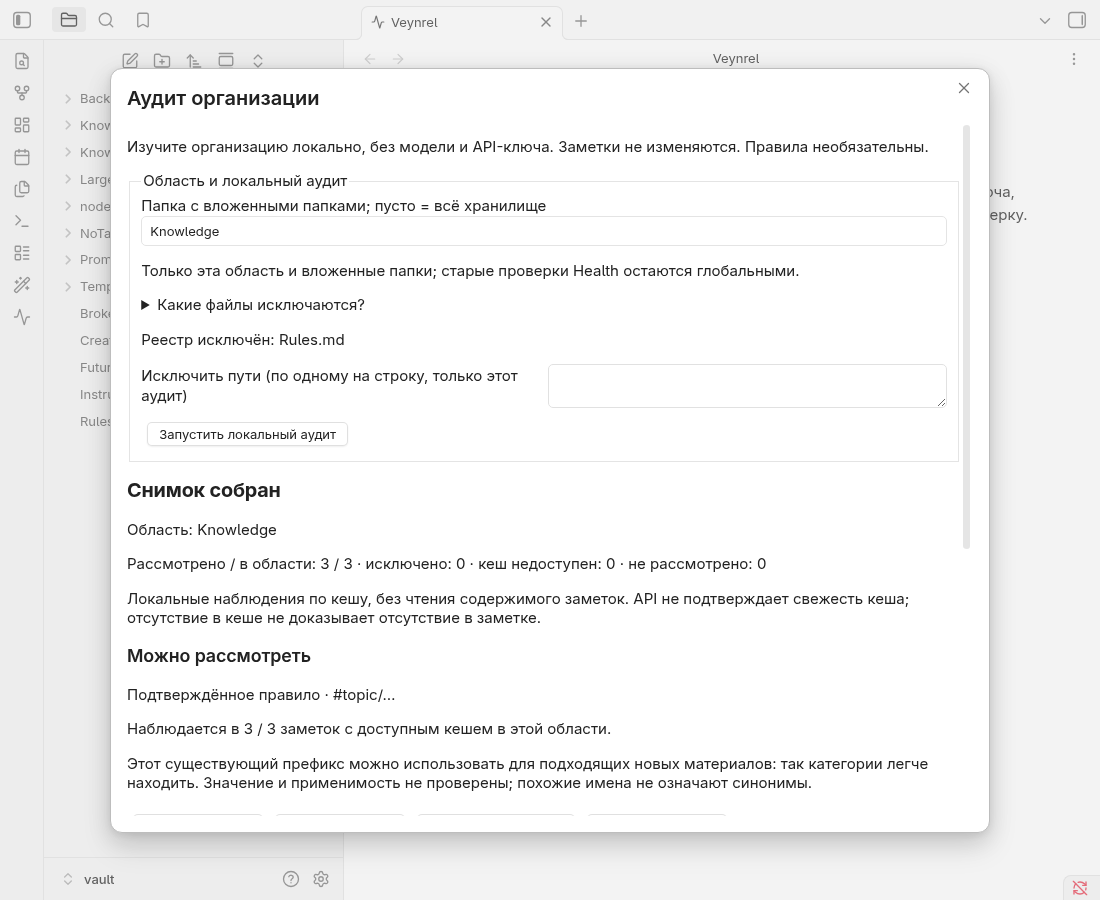 Veynrel
Veynrel
Back
Know
Know
Large
node
NoTa
Prom
Temp
Broke
Crea
Futur
Instru
Rules
оча,
ерку.
Аудит организации
Изучите организацию локально, без модели и API-ключа. Заметки не изменяются. Правила необязательны.
Область и локальный аудит
Папка с вложенными папками; пусто = всё хранилище
Knowledge
Только эта область и вложенные папки; старые проверки Health остаются глобальными.
Какие файлы исключаются?
Реестр исключён: Rules.md
Исключить пути (по одному на строку, только этот
аудит)
Запустить локальный аудит
Снимок собран
Область: Knowledge
Рассмотрено / в области: 3 / 3 · исключено: 0 · кеш недоступен: 0 · не рассмотрено: 0
Локальные наблюдения по кешу, без чтения содержимого заметок. API не подтверждает свежесть кеша;
отсутствие в кеше не доказывает отсутствие в заметке.
Можно рассмотреть
Подтверждённое правило · #topic/…
Наблюдается в 3 / 3 заметок с доступным кешем в этой области.
Этот существующий префикс можно использовать для подходящих новых материалов: так категории легче
находить. Значение и применимость не проверены; похожие имена не означают синонимы.
vault